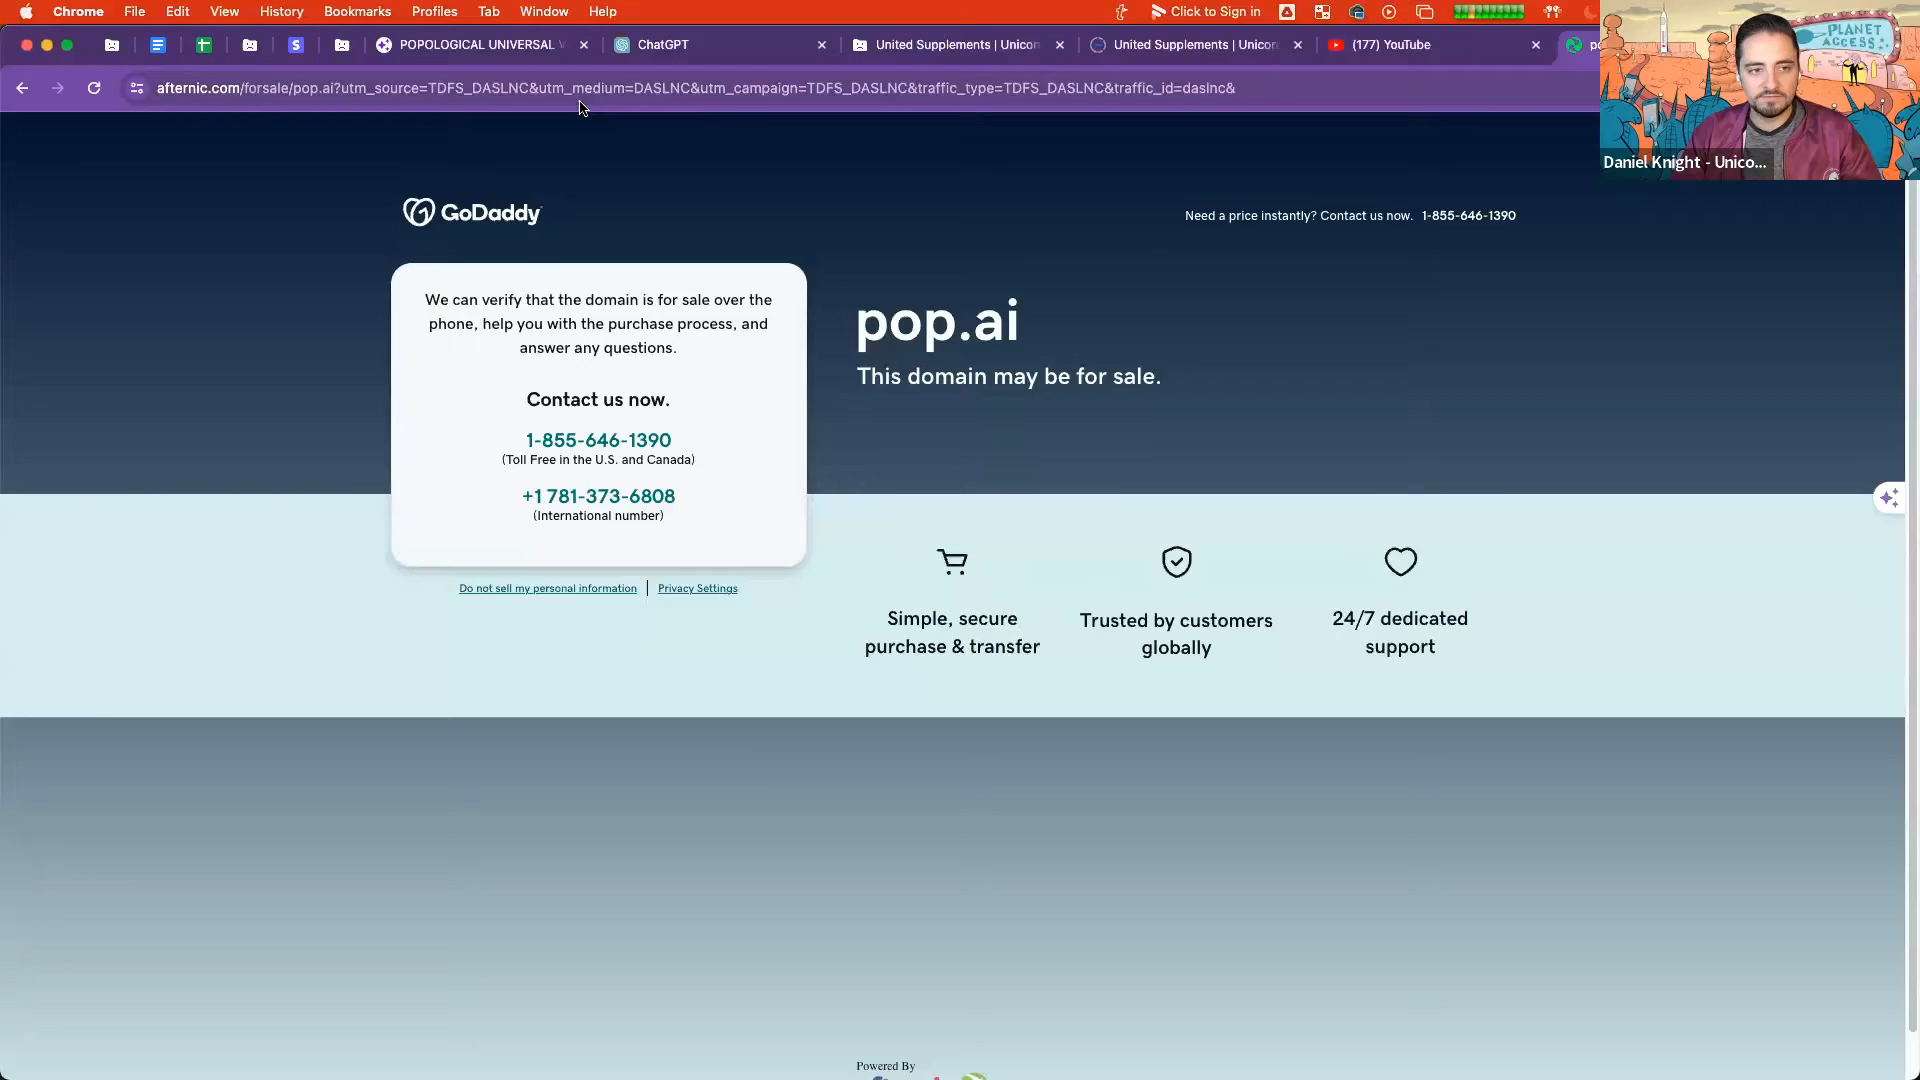 Chrome File Edit View History Bookmarks Profiles Tab Window Help Click to Sign in
POPOLOGICAL UNIVERSAL ChatGPT United Supplements | Unicorn United Supplements | Unicorn (177) YouTube
afternic.com/forsale/pop.ai?utm_source=TDFS_DASLNC&utm_medium=DASLNC&utm_campaign=TDFS_DASLNC&traffic_type=TDFS_DASLNC&traffic_id=daslnc&
PLANET
ACCESS
Daniel Knight - Unico...
GoDaddy
Need a price instantly? Contact us now. 1-855-646-1390
We can verify that the domain is for sale over the
phone, help you with the purchase process, and
answer any questions.
Contact us now.
1-855-646-1390
(Toll Free in the U.S. and Canada)
+1 781-373-6808
(International number)
Do not sell my personal information | Privacy Settings
pop.ai
This domain may be for sale.
Simple, secure
purchase & transfer
Trusted by customers
globally
24/7 dedicated
support
Powered By